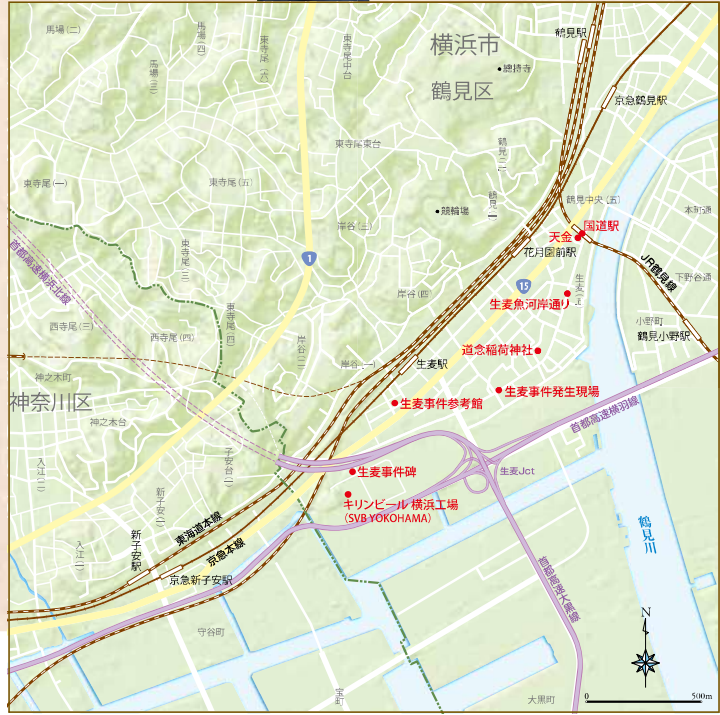 馬場(二)
馬場(四)
馬場(三)
東寺尾(六)
東寺尾中台
横浜市
鶴見区
鶴見駅
總持寺
京急鶴見駅
東寺尾東台
鶴見(二)
東寺尾(一)
東寺尾(五)
鶴見(一)
鶴見中央(五)
本町通
競輪場
岸谷(三)
国道駅
天金
花月園前駅
東寺尾(三)
首都高速横浜北線
1
JR鶴見線
下野谷通
15
岸谷(四)
生麦魚河岸通り
東寺尾(四)
西寺尾(三)
西寺尾(四)
岸谷(二)
小野町
鶴見小野駅
道念稲荷神社
岸谷(一)
生麦駅
神之木町
神奈川区
生麦事件参考館
生麦事件発生現場
首都高速横羽線
神之木台
子安台(二)
入江(二)
生麦事件碑
生麦Jct
キリンビール 横浜工場
(SVB YOKOHAMA)
新子安(一)
鶴見川
東海道本線
京急本線
入江(一)
新子安駅
京急新子安駅
首都高速大黒線
守谷町
宝町
大黒町
N
0
500m